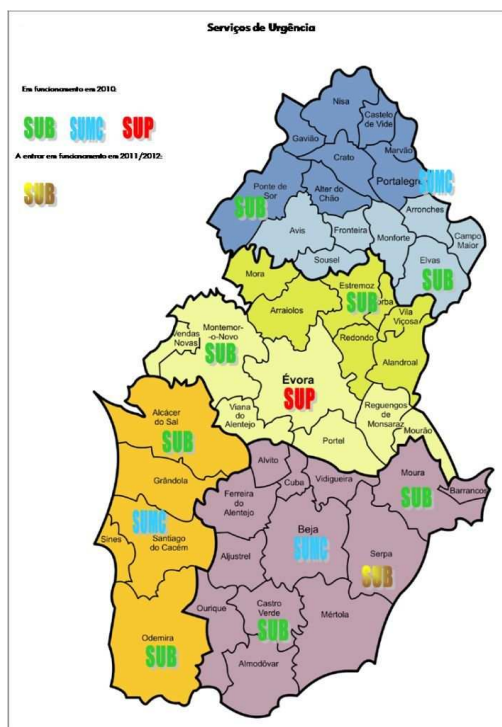 Serviços de Urgência
Em funcionamento em 2010:
SUB SUMC SUP
A entrar em funcionamento em 2011/2012:
SUB
Nisa
Castelo
de Vide
Gavião
Marvão
Crato
Portalegre
SUMC
Ponte de
Sor
SUB
Alter do
Chão
Arronches
Avis
Fronteira
Monforte
Campo
Maior
Sousel
Elvas
SUB
Mora
Estremoz
SUB
orba
Arraiolos
Vila
Viçosa
Montemor
-o-Novo
SUB
Vendas
Novas
Redondo
Alandroal
Évora
SUP
Alcácer
do Sal
SUB
Viana
do
Alentejo
Reguengos
de
Monsaraz
Mourão
Portel
Alvito
Cuba
Vidigueira
Moura
SUB
Barrancos
Grândola
Ferreira
do
Alentejo
SUMC
Sines
Santiago
do Cacém
Beja
SUMC
Aljustrel
Serpa
SUB
Ourique
Castro
Verde
SUB
Mértola
Odemira
SUB
Almodôvar